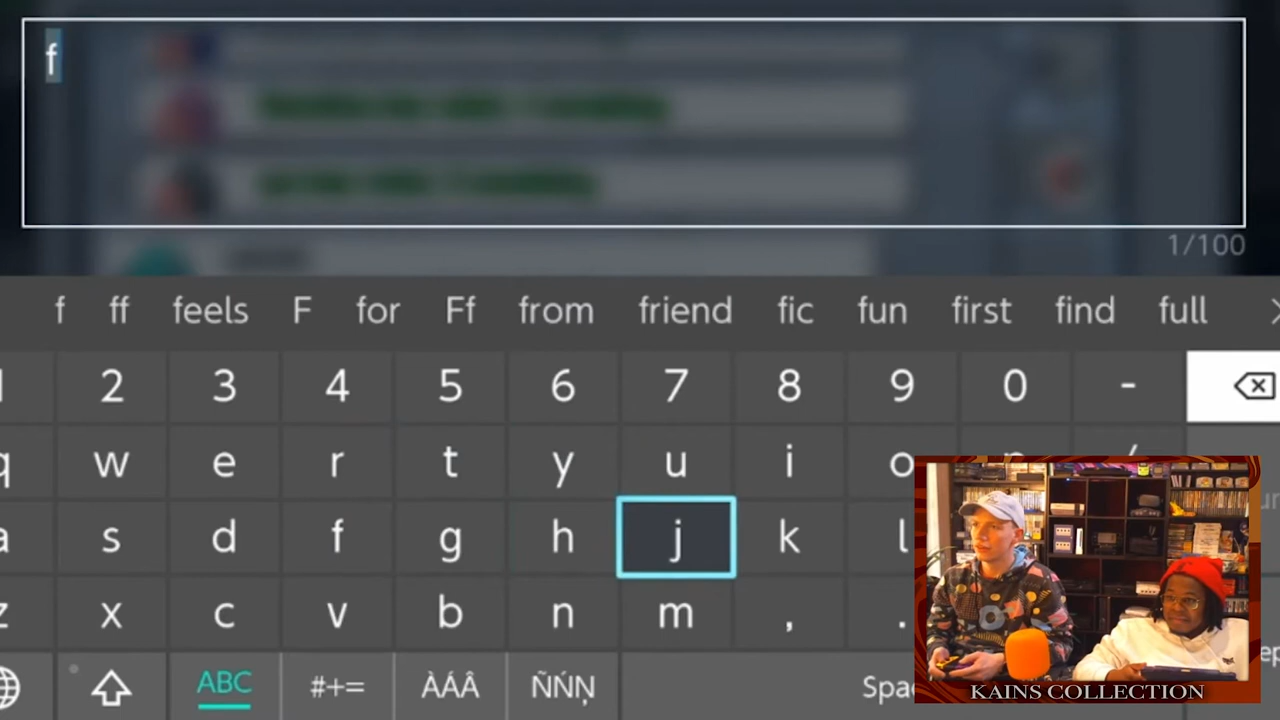 f
1/100
f ff feels F for Ff from friend fic fun first find full
2 3 4 5 6 7 8 9 0 -
q w e r t y u i o
a s d f g h j k l
z x c v b n m , .
ABC #+= ÀÁÂ ÑŃŅ
KAINS COLLECTION